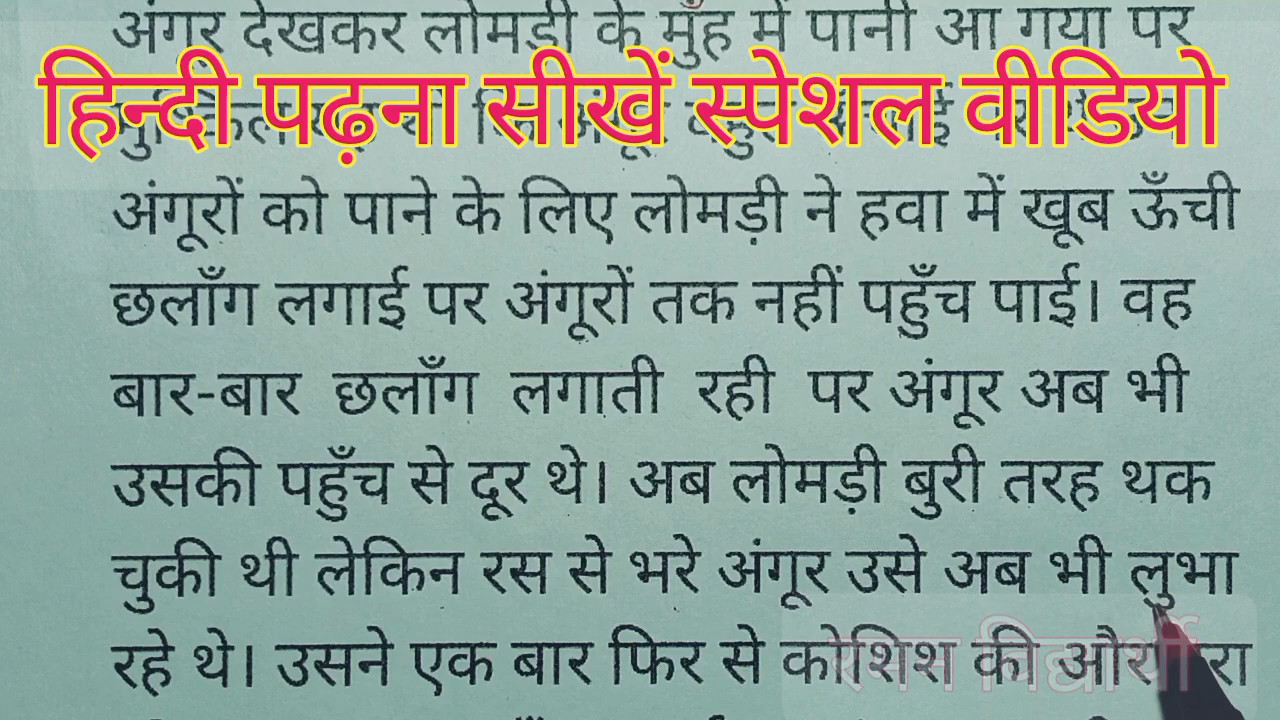 अंगूर देखकर लोमड़ी के मुँह में पानी आ गया पर
हिन्दी पढ़ना सीखें स्पेशल वीडियो
अंगूरों को पाने के लिए लोमड़ी ने हवा में खूब ऊँची
छलाँग लगाई पर अंगूरों तक नहीं पहुँच पाई। वह
बार-बार छलाँग लगाती रही पर अंगूर अब भी
उसकी पहुँच से दूर थे। अब लोमड़ी बुरी तरह थक
चुकी थी लेकिन रस से भरे अंगूर उसे अब भी लुभा
रहे थे। उसने एक बार फिर से कोशिश की और
विद्यार्थी